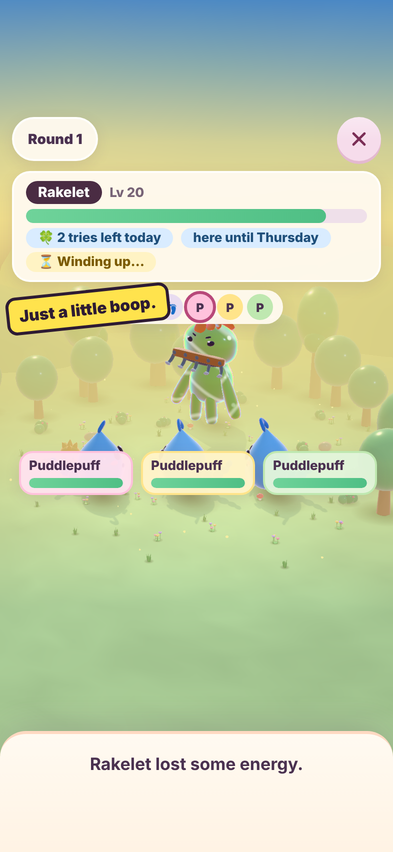 Round 1
Rakelet Lv 20
🍀 2 tries left today here until Thursday
⏳ Winding up...
Just a little boop.
P P P
Puddlepuff Puddlepuff Puddlepuff
Rakelet lost some energy.